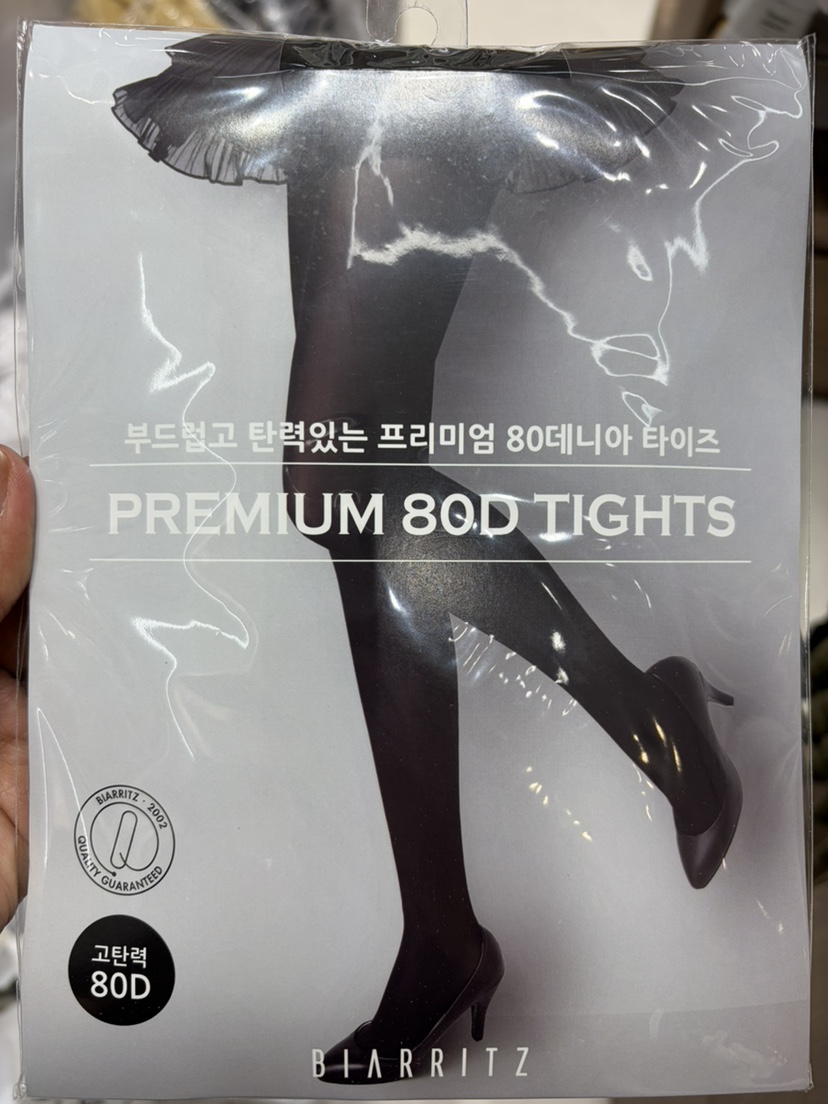 부드럽고 탄력있는 프리미엄 80데니아 타이즈
PREMIUM 80D TIGHTS
BIARRITZ · 2002
QUALITY GUARANTEED
고탄력
80D
BIARRITZ